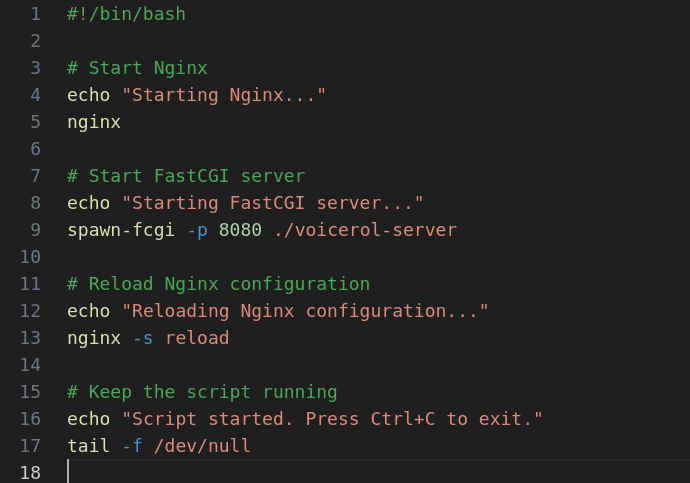 1 #!/bin/bash
2
3 # Start Nginx
4 echo "Starting Nginx..."
5 nginx
6
7 # Start FastCGI server
8 echo "Starting FastCGI server..."
9 spawn-fcgi -p 8080 ./voicerol-server
10
11 # Reload Nginx configuration
12 echo "Reloading Nginx configuration..."
13 nginx -s reload
14
15 # Keep the script running
16 echo "Script started. Press Ctrl+C to exit."
17 tail -f /dev/null
18